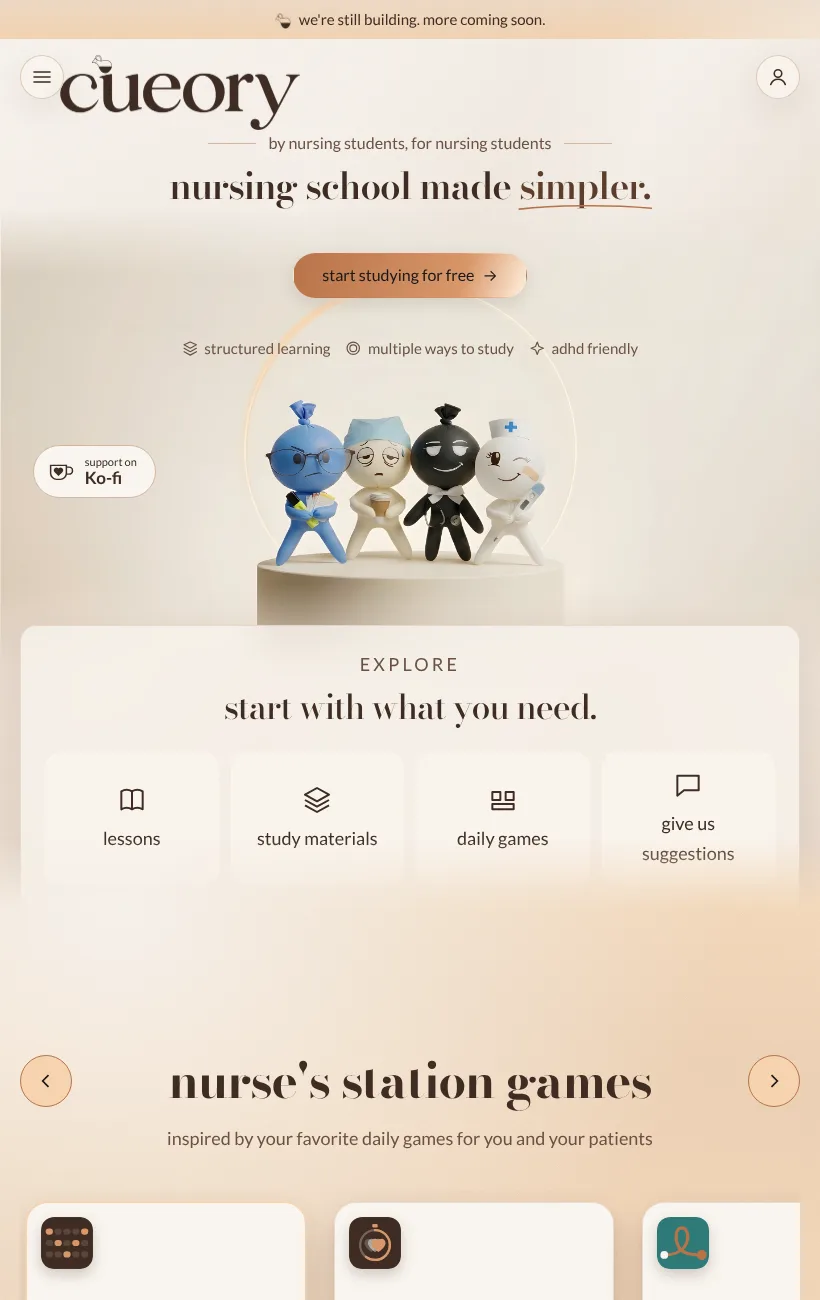 we're still building. more coming soon.
cueory
by nursing students, for nursing students
nursing school made simpler.
start studying for free →
structured learning multiple ways to study adhd friendly
support on
Ko-fi
EXPLORE
start with what you need.
lessons
study materials
daily games
give us
suggestions
nurse's station games
inspired by your favorite daily games for you and your patients